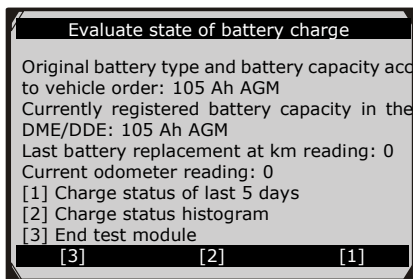 Evaluate state of battery charge
Original battery type and battery capacity acc
to vehicle order: 105 Ah AGM
Currently registered battery capacity in the
DME/DDE: 105 Ah AGM
Last battery replacement at km reading: 0
Current odometer reading: 0
[1] Charge status of last 5 days
[2] Charge status histogram
[3] End test module
[3] [2] [1]